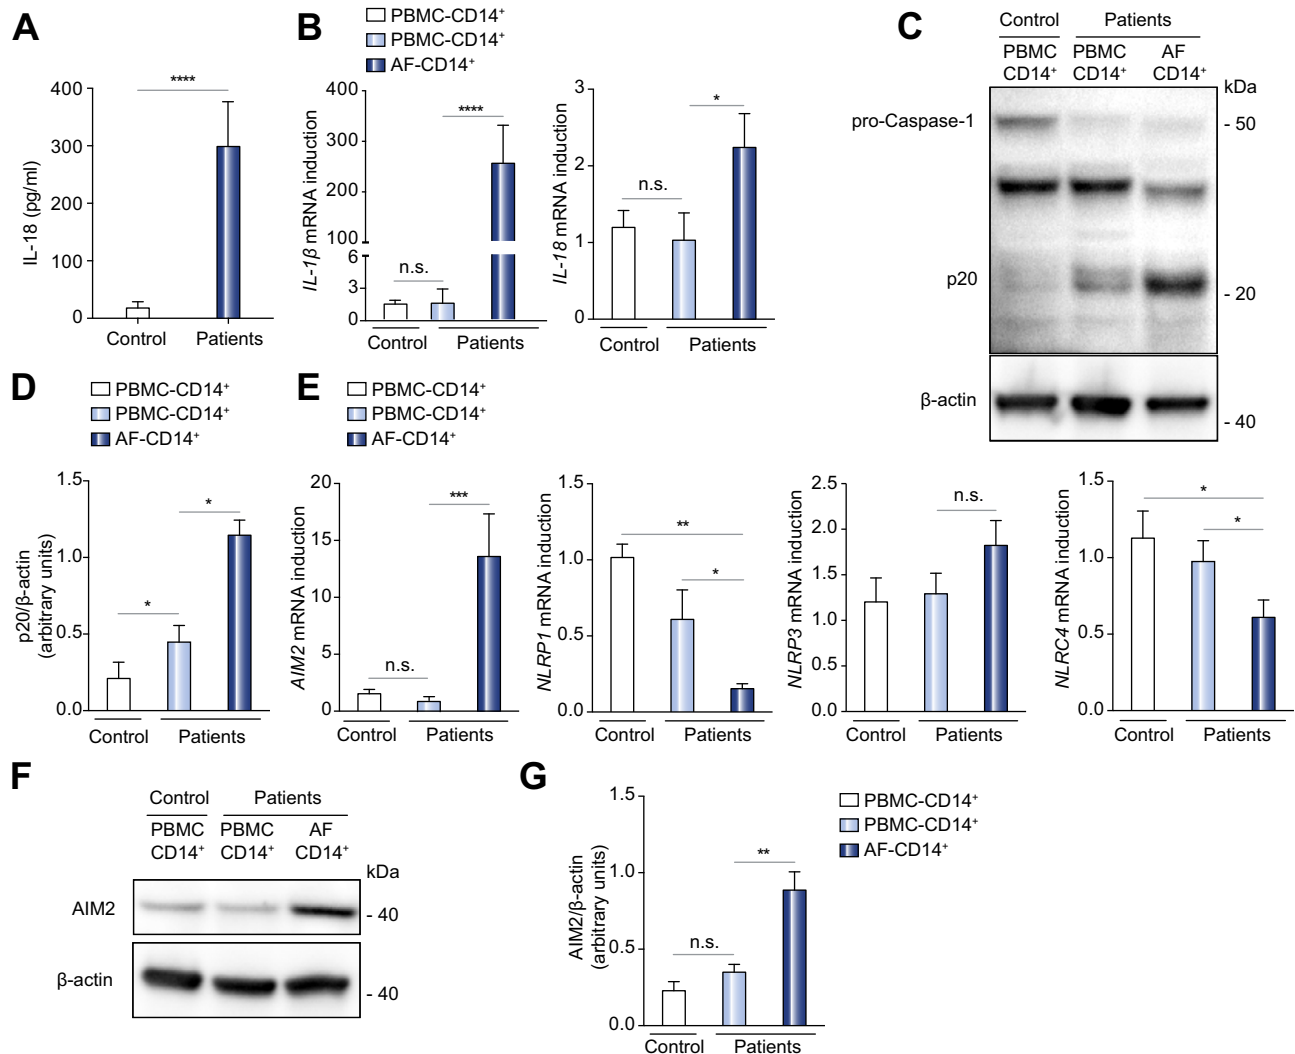 A
IL-18 (pg/ml)
400
300
200
100
0
****
Control
Patients
B
PBMC-CD14⁺
PBMC-CD14⁺
AF-CD14⁺
IL-1β mRNA induction
400
300
200
100
6
3
0
n.s.
****
Control
Patients
IL-18 mRNA induction
3
2
1
0
n.s.
*
Control
Patients
C
Control
Patients
PBMC
CD14⁺
PBMC
CD14⁺
AF
CD14⁺
kDa
pro-Caspase-1
- 50
p20
- 20
β-actin
- 40
D
PBMC-CD14⁺
PBMC-CD14⁺
AF-CD14⁺
p20/β-actin
(arbitrary units)
1.5
1.0
0.5
0.0
*
*
Control
Patients
E
PBMC-CD14⁺
PBMC-CD14⁺
AF-CD14⁺
AIM2 mRNA induction
20
15
10
5
0
n.s.
***
Control
Patients
NLRP1 mRNA induction
1.5
1.0
0.5
0.0
**
*
Control
Patients
NLRP3 mRNA induction
2.5
2.0
1.5
1.0
0.5
0.0
n.s.
Control
Patients
NLRC4 mRNA induction
1.5
1.0
0.5
0.0
*
*
Control
Patients
F
Control
Patients
PBMC
CD14⁺
PBMC
CD14⁺
AF
CD14⁺
kDa
AIM2
- 40
β-actin
- 40
G
AIM2/β-actin
(arbitrary units)
1.5
1.0
0.5
0.0
n.s.
**
Control
Patients
PBMC-CD14⁺
PBMC-CD14⁺
AF-CD14⁺